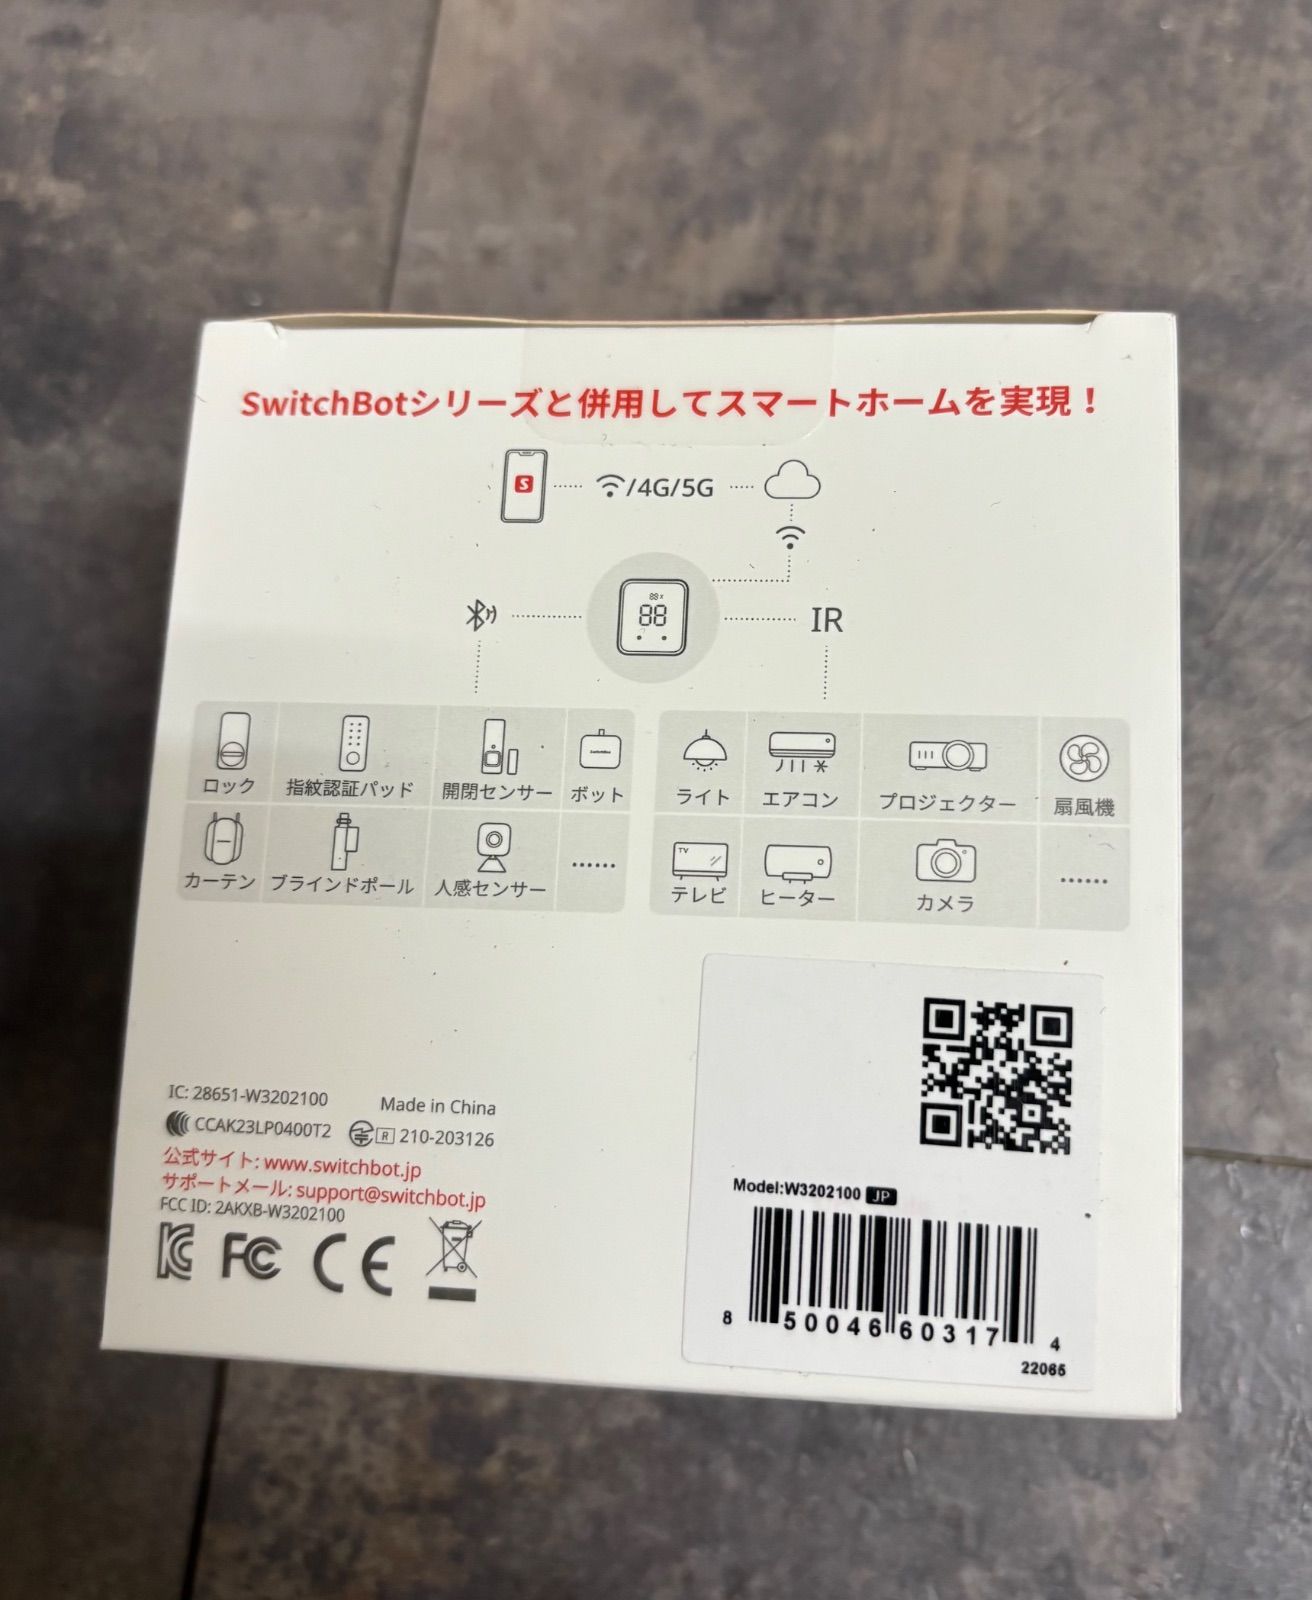 SwitchBotシリーズと併用してスマートホームを実現！
S
/4G/5G
88%
88
IR
ロック 指紋認証パッド 開閉センサー ボット
カーテン ブラインドポール 人感センサー ......
ライト エアコン プロジェクター 扇風機
TV
テレビ ヒーター カメラ ......
IC: 28651-W3202100 Made in China
CCAK23LP0400T2 R 210-203126
公式サイト: www.switchbot.jp
サポートメール: support@switchbot.jp
FCC ID: 2AKXB-W3202100
FC CE
Model:W3202100 JP
8 50046 60317 4
22065